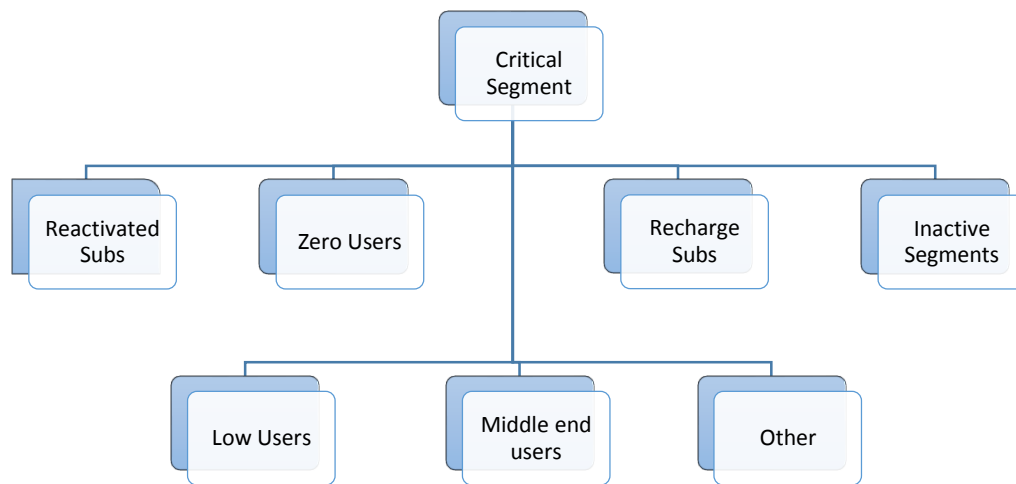 Critical
Segment
Reactivated
Subs
Zero Users
Recharge
Subs
Inactive
Segments
Low Users
Middle end
users
Other